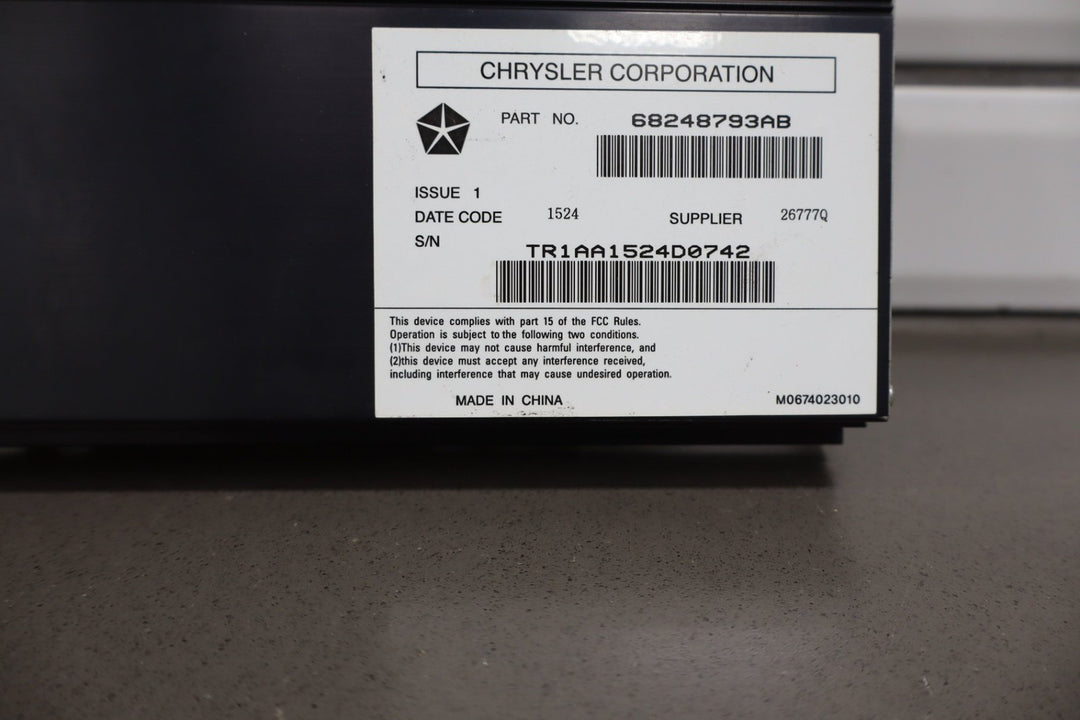 CHRYSLER CORPORATION
PART NO. 68248793AB
ISSUE 1
DATE CODE 1524 SUPPLIER 26777Q
S/N TR1AA1524D0742
This device complies with part 15 of the FCC Rules.
Operation is subject to the following two conditions.
(1)This device may not cause harmful interference, and
(2)this device must accept any interference received,
including interference that may cause undesired operation.
MADE IN CHINA M0674023010